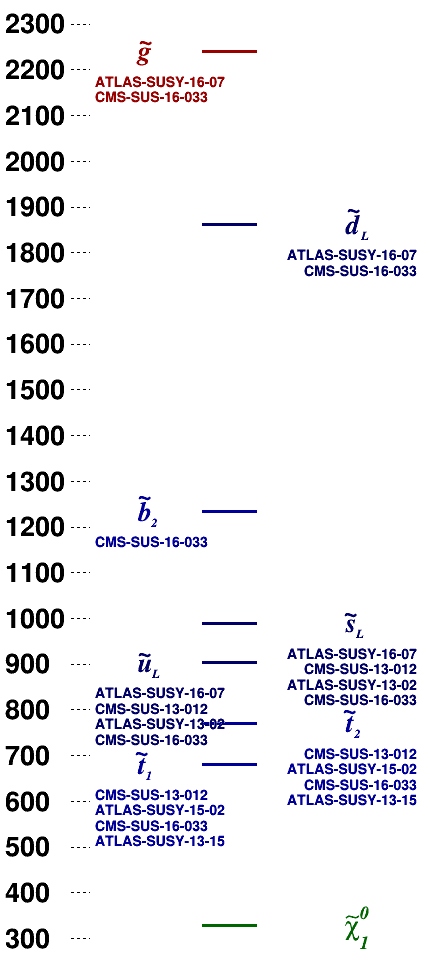 2300
g̃
2200
ATLAS-SUSY-16-07
CMS-SUS-16-033
2100
2000
1900
d̃L
1800
ATLAS-SUSY-16-07
CMS-SUS-16-033
1700
1600
1500
1400
1300
b̃2
1200
CMS-SUS-16-033
1100
1000
s̃L
ATLAS-SUSY-16-07
CMS-SUS-13-012
ATLAS-SUSY-13-02
CMS-SUS-16-033
900
ũL
ATLAS-SUSY-16-07
CMS-SUS-13-012
ATLAS-SUSY-13-02
CMS-SUS-16-033
800
t̃2
CMS-SUS-13-012
ATLAS-SUSY-15-02
CMS-SUS-16-033
ATLAS-SUSY-13-15
700
t̃1
CMS-SUS-13-012
ATLAS-SUSY-15-02
CMS-SUS-16-033
ATLAS-SUSY-13-15
600
500
400
300
χ̃01